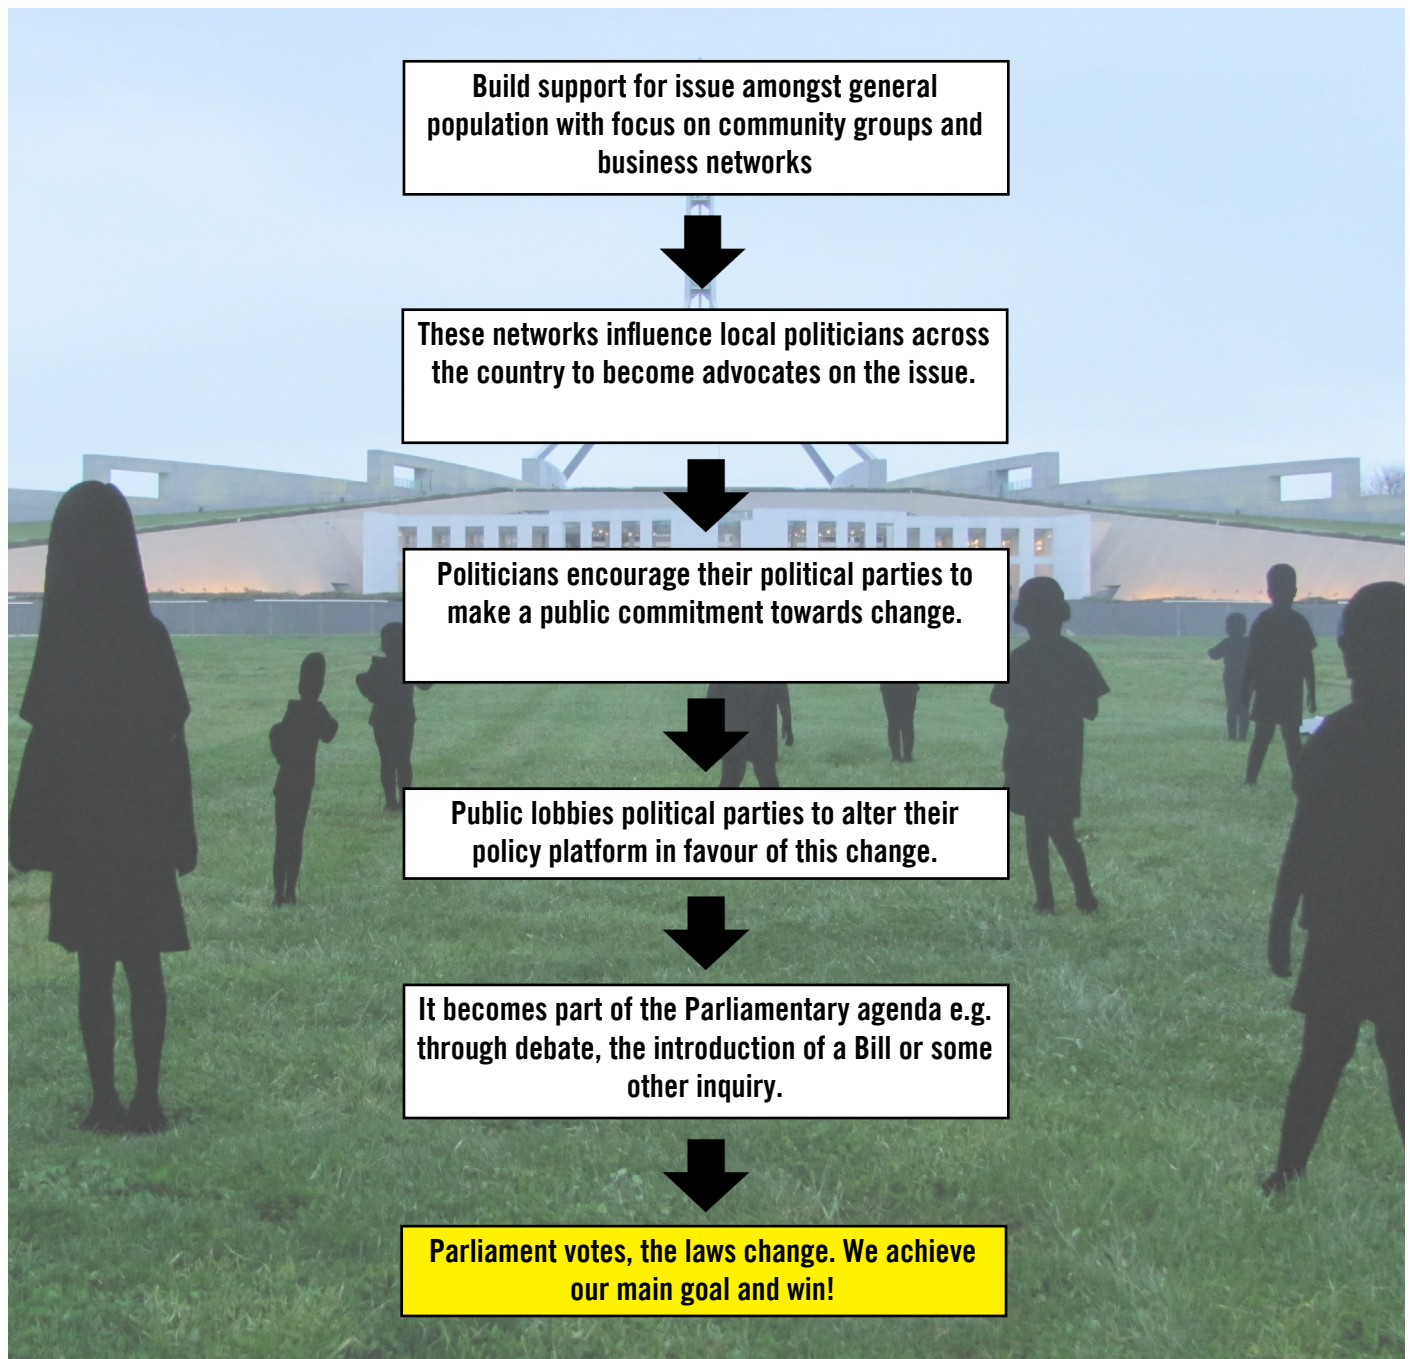 Build support for issue amongst general
population with focus on community groups and
business networks
These networks influence local politicians across
the country to become advocates on the issue.
Politicians encourage their political parties to
make a public commitment towards change.
Public lobbies political parties to alter their
policy platform in favour of this change.
It becomes part of the Parliamentary agenda e.g.
through debate, the introduction of a Bill or some
other inquiry.
Parliament votes, the laws change. We achieve
our main goal and win!